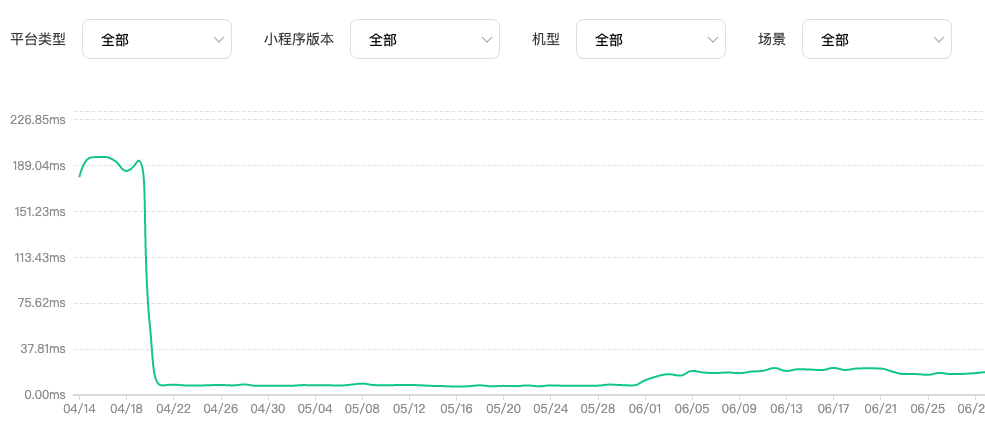 平台类型 全部 小程序版本 全部 机型 全部 场景 全部
226.85ms
189.04ms
151.23ms
113.43ms
75.62ms
37.81ms
0.00ms
04/14 04/18 04/22 04/26 04/30 05/04 05/08 05/12 05/16 05/20 05/24 05/28 06/01 06/05 06/09 06/13 06/17 06/21 06/25 06/2